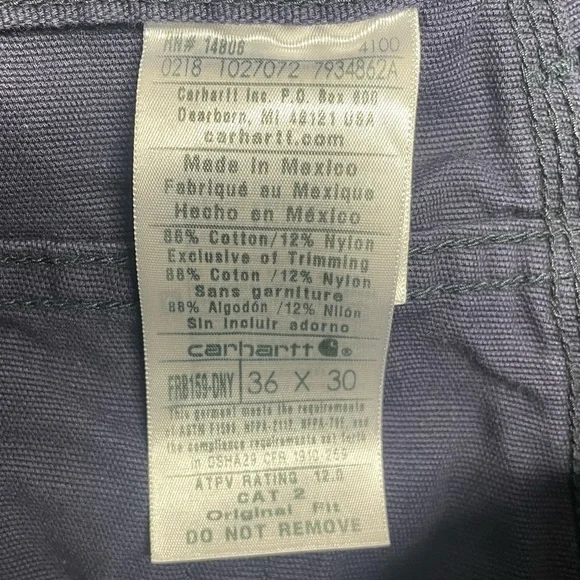 RN# 14806 4100
0218 1027072 7934862A
Carhartt Inc. P.O. Box 600
Dearborn, MI 48121 USA
carhartt.com
Made in Mexico
Fabriqué au Mexique
Hecho en México
88% Cotton/12% Nylon
Exclusive of Trimming
88% Coton/12% Nylon
Sans garniture
88% Algodón/12% Nilón
Sin incluir adorno
carhartt ®
FRB159-DNY 36 X 30
This garment meets the requirements
of ASTM F1506, NFPA-2112, NFPA-70E, and
the compliance requirements set forth
in OSHA29 CFR 1910.269
ATPV RATING 12.0
CAT 2
Original Fit
DO NOT REMOVE